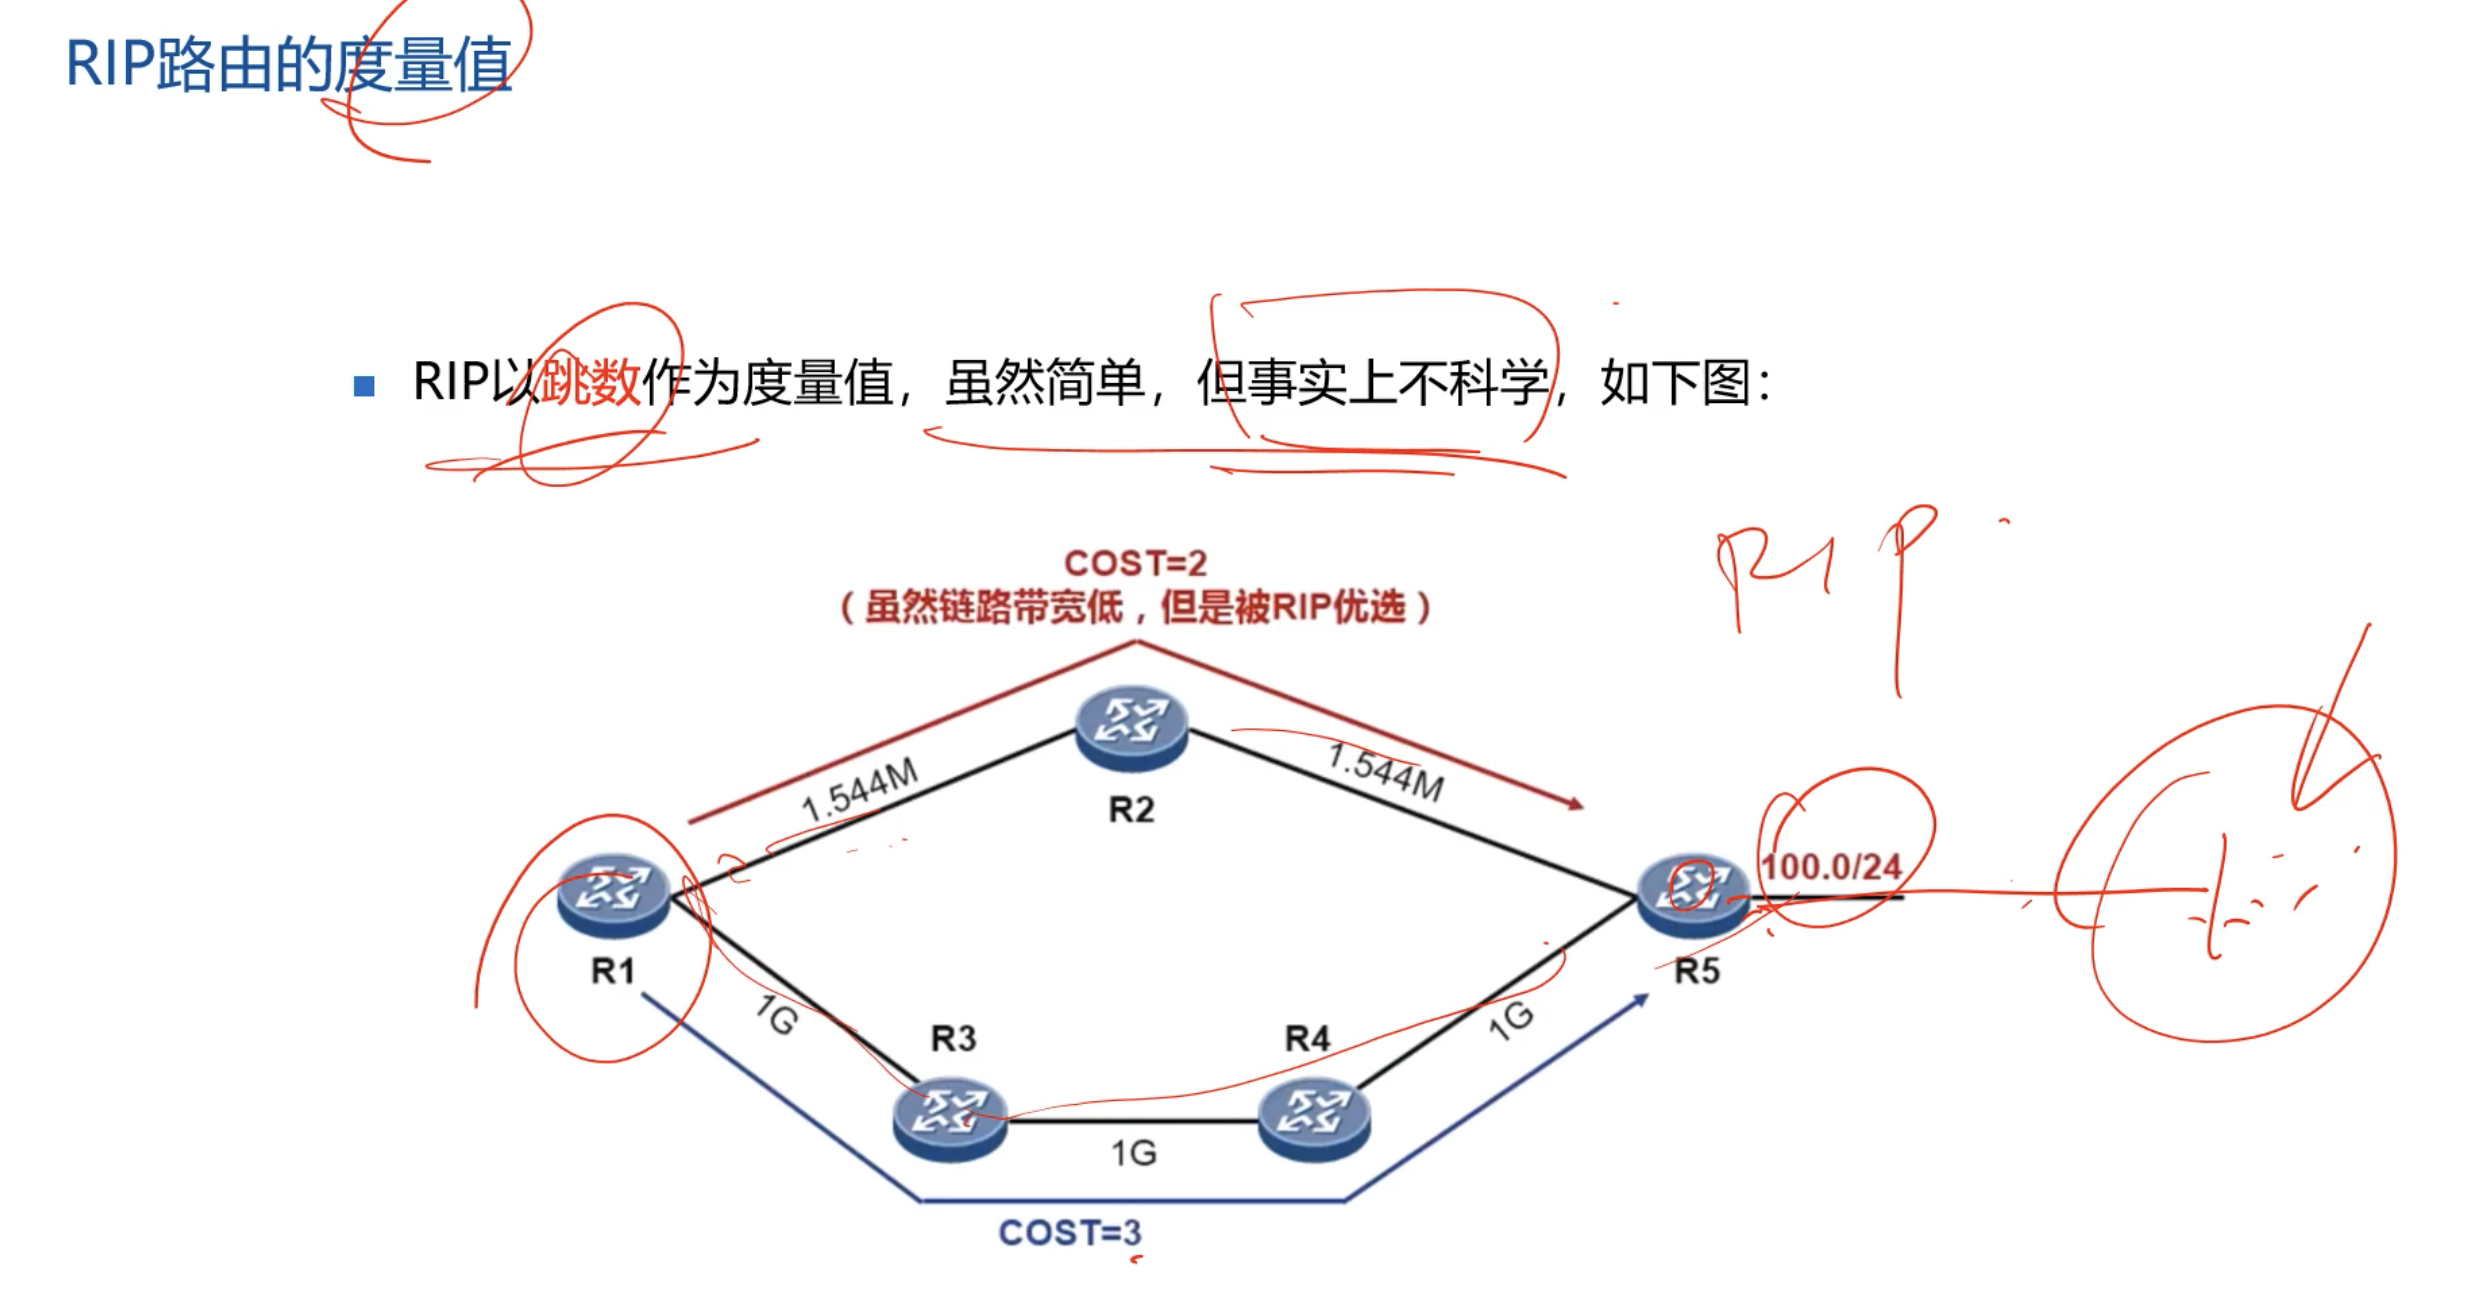 RIP路由的度量值
RIP以跳数作为度量值，虽然简单，但事实上不科学，如下图：
RIP
COST=2
（虽然链路带宽低，但是被RIP优选）
1.544M
1.544M
R2
100.0/24
R1
R5
1G
R3
R4
1G
1G
COST=3